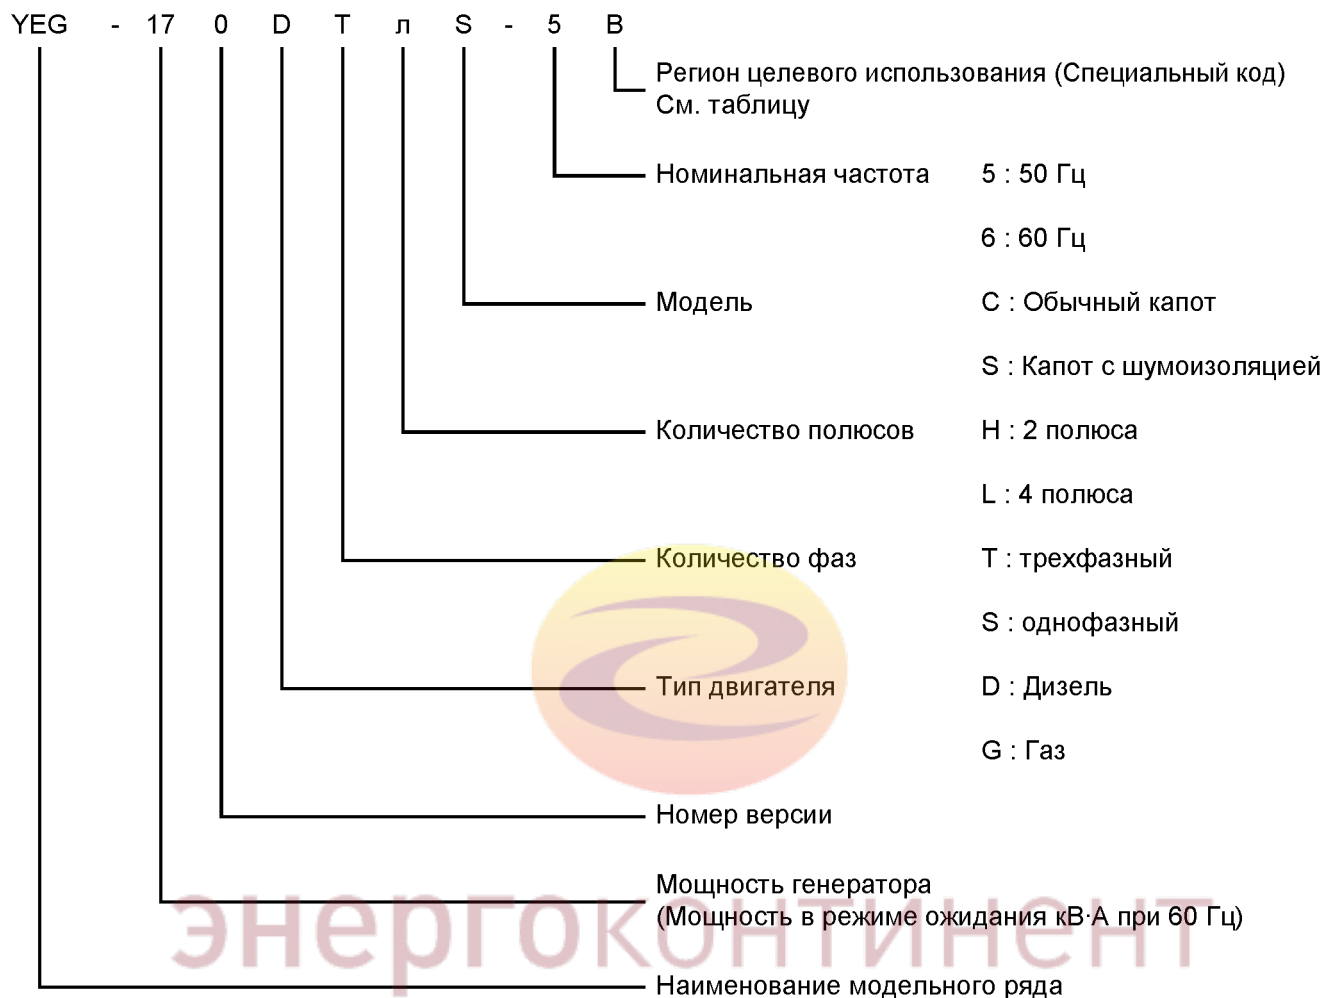 YEG - 17 0 D T л S - 5 B
Регион целевого использования (Специальный код)
См. таблицу
Номинальная частота 5 : 50 Гц
6 : 60 Гц
Модель C : Обычный капот
S : Капот с шумоизоляцией
Количество полюсов H : 2 полюса
L : 4 полюса
Количество фаз T : трехфазный
S : однофазный
Тип двигателя D : Дизель
G : Газ
Номер версии
Мощность генератора
(Мощность в режиме ожидания кВ·А при 60 Гц)
энергоконтинент
Наименование модельного ряда